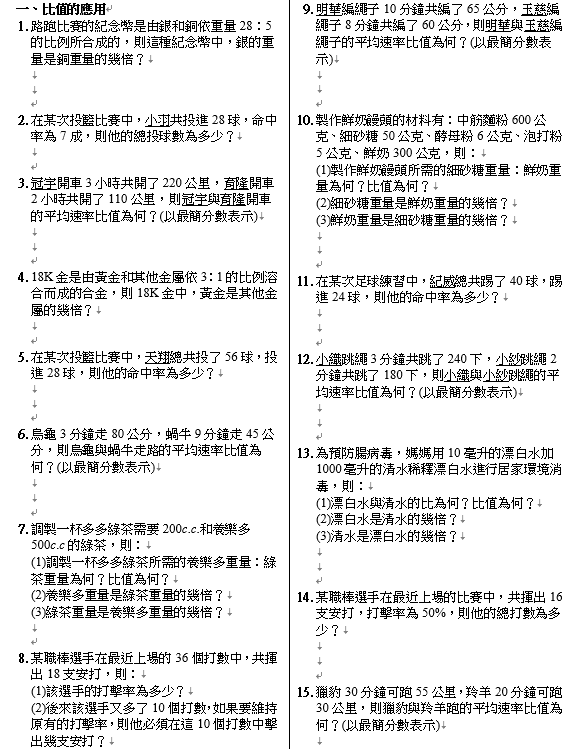 一、比值的應用
1. 路跑比賽的紀念幣是由銀和銅依重量 28：5
的比例所合成的，則這種紀念幣中，銀的重
量是銅重量的幾倍？
2. 在某次投籃比賽中，小羽共投進 28 球，命中
率為 7 成，則他的總投球數為多少？
3. 冠宇開車 3 小時共開了 220 公里，育隆開車
2 小時共開了 110 公里，則冠宇與育隆開車
的平均速率比值為何？(以最簡分數表示)
4. 18K 金是由黃金和其他金屬依 3：1 的比例溶
合而成的合金，則 18K 金中，黃金是其他金
屬的幾倍？
5. 在某次投籃比賽中，天翔總共投了 56 球，投
進 28 球，則他的命中率為多少？
6. 烏龜 3 分鐘走 80 公分，蝸牛 9 分鐘走 45 公
分，則烏龜與蝸牛走路的平均速率比值為
何？(以最簡分數表示)
7. 調製一杯多多綠茶需要 200c.c.和養樂多
500c.c 的綠茶，則：
(1)調製一杯多多綠茶所需的養樂多重量：綠
茶重量為何？比值為何？
(2)養樂多重量是綠茶重量的幾倍？
(3)綠茶重量是養樂多重量的幾倍？
8. 某職棒選手在最近上場的 36 個打數中，共揮
出 18 支安打，則：
(1)該選手的打擊率為多少？
(2)後來該選手又多了 10 個打數，如果要維持
原有的打擊率，則他必須在這 10 個打數中擊
出幾支安打？
9. 明華編繩子 10 分鐘共編了 65 公分，玉慈編
繩子 8 分鐘共編了 60 公分，則明華與玉慈編
繩子的平均速率比值為何？(以最簡分數表
示)
10. 製作鮮奶饅頭的材料有：中筋麵粉 600 公
克、細砂糖 50 公克、酵母粉 6 公克、泡打粉
5 公克、鮮奶 300 公克，則：
(1)製作鮮奶饅頭所需的細砂糖重量：鮮奶重
量為何？比值為何？
(2)細砂糖重量是鮮奶重量的幾倍？
(3)鮮奶重量是細砂糖重量的幾倍？
11. 在某次足球練習中，紀威總共踢了 40 球，踢
進 24 球，則他的命中率為多少？
12. 小織跳繩 3 分鐘共跳了 240 下，小紗跳繩 2
分鐘共跳了 180 下，則小織與小紗跳繩的平
均速率比值為何？(以最簡分數表示)
13. 為預防腸病毒，媽媽用 10 毫升的漂白水加
1000 毫升的清水稀釋漂白水進行居家環境消
毒，則：
(1)漂白水與清水的比為何？比值為何？
(2)漂白水是清水的幾倍？
(3)清水是漂白水的幾倍？
14. 某職棒選手在最近上場的比賽中，共揮出 16
支安打，打擊率為 50%，則他的總打數為多
少？
15. 獵豹 30 分鐘可跑 55 公里，羚羊 20 分鐘可跑
30 公里，則獵豹與羚羊跑的平均速率比值為
何？(以最簡分數表示)